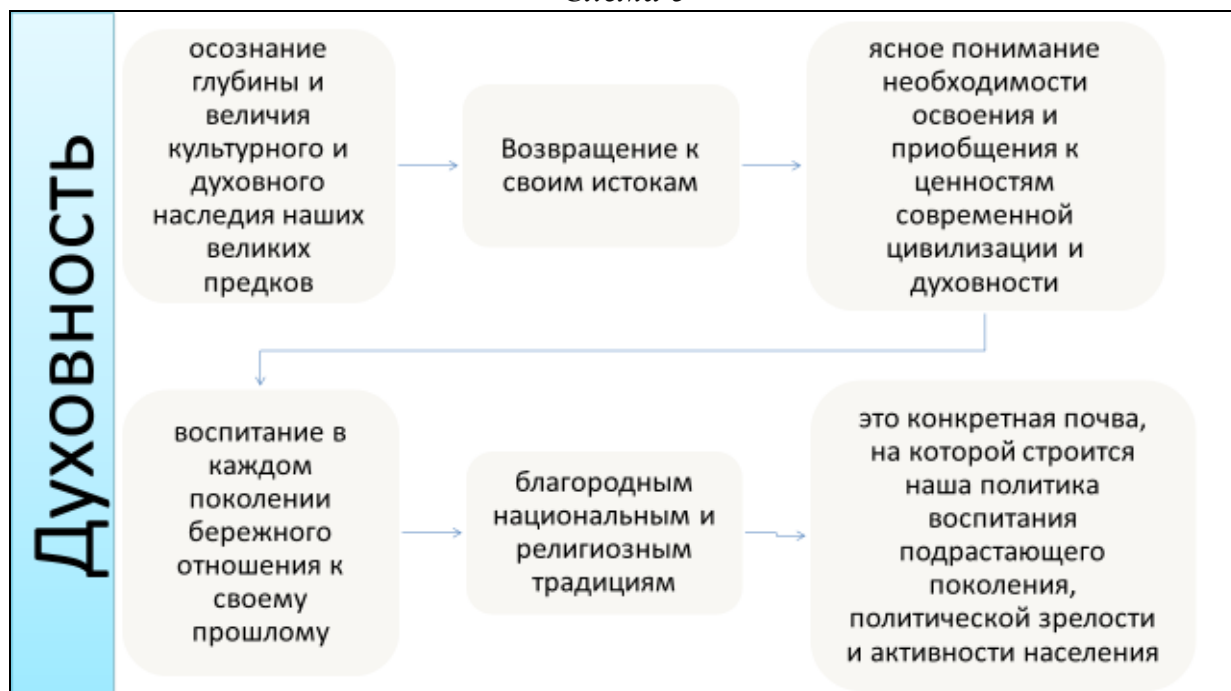 Духовность
осознание
глубины и
величия
культурного и
духовного
наследия наших
великих
предков
Возвращение к
своим истокам
ясное понимание
необходимости
освоения и
приобщения к
ценностям
современной
цивилизации и
духовности
воспитание в
каждом
поколении
бережного
отношения к
своему
прошлому
благородным
национальным и
религиозным
традициям
это конкретная почва,
на которой строится
наша политика
воспитания
подрастающего
поколения,
политической зрелости
и активности населения